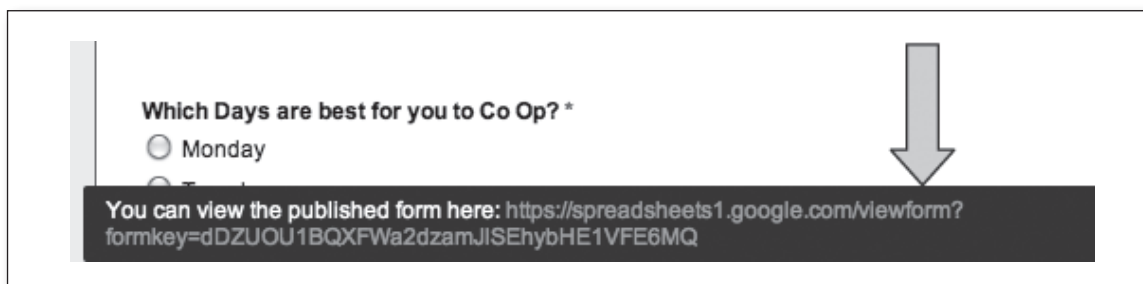 Which Days are best for you to Co Op? *
Monday
You can view the published form here: https://spreadsheets1.google.com/viewform?
formkey=dDZUOU1BQXFWa2dzamJISEhybHE1VFE6MQ